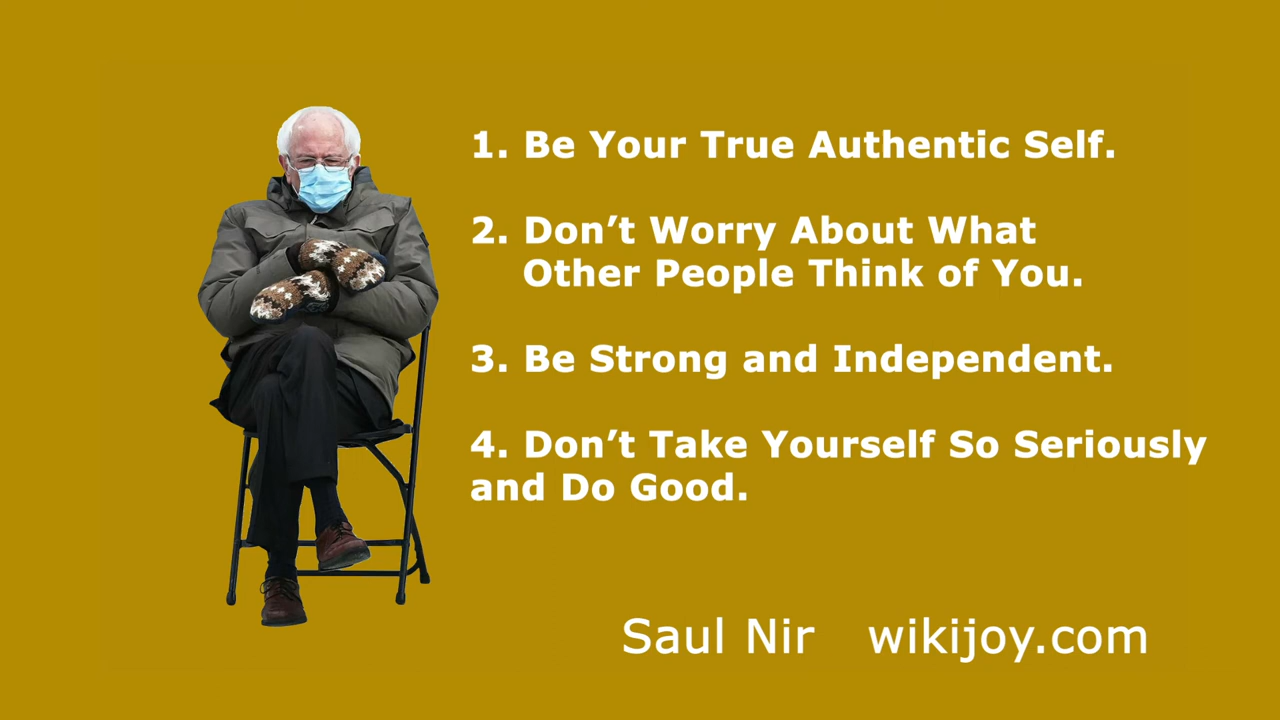 1. Be Your True Authentic Self.
2. Don’t Worry About What
Other People Think of You.
3. Be Strong and Independent.
4. Don’t Take Yourself So Seriously
and Do Good.
Saul Nir wikijoy.com